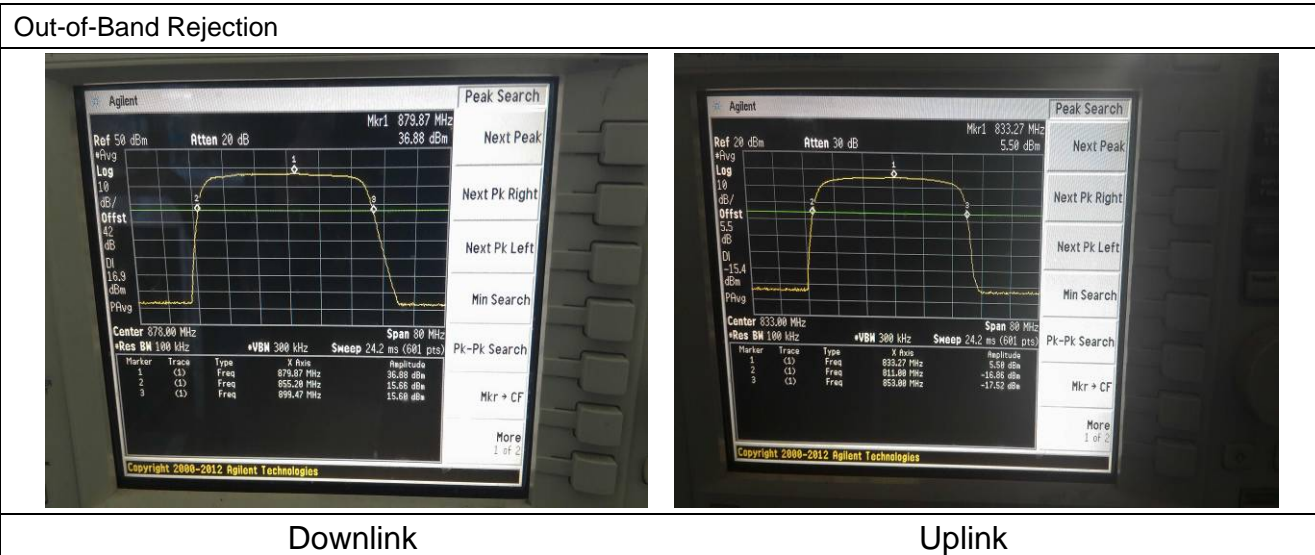 Out-of-Band Rejection
Agilent
Peak Search
Mkr1 879.87 MHz
Ref 50 dBm Atten 20 dB 36.88 dBm
Next Peak
#Avg
Log
10
dB/
Offst
42
dB
DI
16.9
dBm
PAvg
1
2
3
Next Pk Right
Next Pk Left
Min Search
Center 878.00 MHz Span 80 MHz
#Res BW 100 kHz #VBW 300 kHz Sweep 24.2 ms (601 pts)
Pk-Pk Search
Marker Trace Type X Axis Amplitude
1 (1) Freq 879.87 MHz 36.88 dBm
2 (1) Freq 855.20 MHz 15.66 dBm
3 (1) Freq 899.47 MHz 15.60 dBm
Mkr → CF
More
1 of 2
Copyright 2000-2012 Agilent Technologies
Agilent
Peak Search
Mkr1 833.27 MHz
Ref 20 dBm Atten 30 dB 5.50 dBm
Next Peak
#Avg
Log
10
dB/
Offst
5.5
dB
DI
-15.4
dBm
PAvg
1
2
3
Next Pk Right
Next Pk Left
Min Search
Center 833.00 MHz Span 80 MHz
#Res BW 100 kHz #VBW 300 kHz Sweep 24.2 ms (601 pts)
Pk-Pk Search
Marker Trace Type X Axis Amplitude
1 (1) Freq 833.27 MHz 5.50 dBm
2 (1) Freq 811.00 MHz -16.86 dBm
3 (1) Freq 853.00 MHz -17.52 dBm
Mkr → CF
More
1 of 2
Copyright 2000-2012 Agilent Technologies
Downlink Uplink